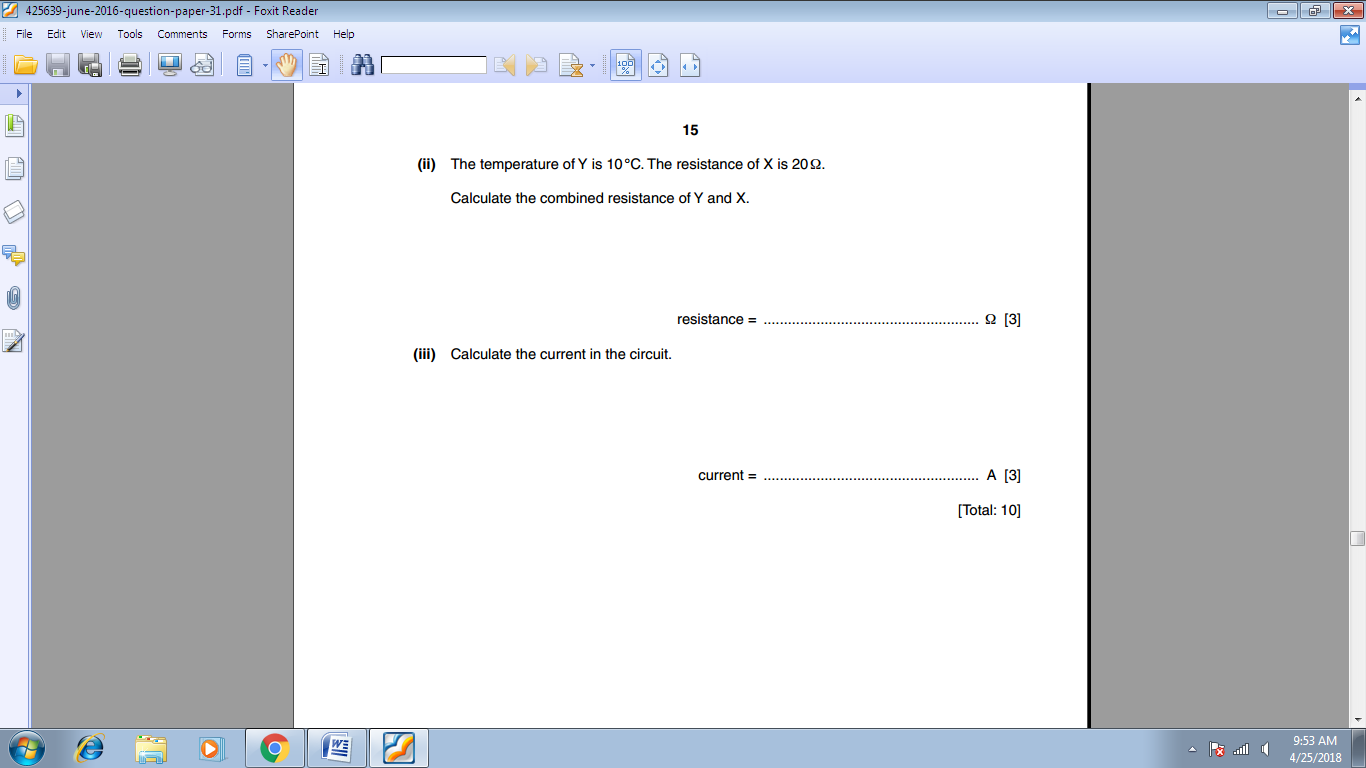 425639-june-2016-question-paper-31.pdf - Foxit Reader
File Edit View Tools Comments Forms SharePoint Help
15
(ii) The temperature of Y is 10 °C. The resistance of X is 20 Ω.
Calculate the combined resistance of Y and X.
resistance = ...................................................... Ω [3]
(iii) Calculate the current in the circuit.
current = ...................................................... A [3]
[Total: 10]
9:53 AM
4/25/2018